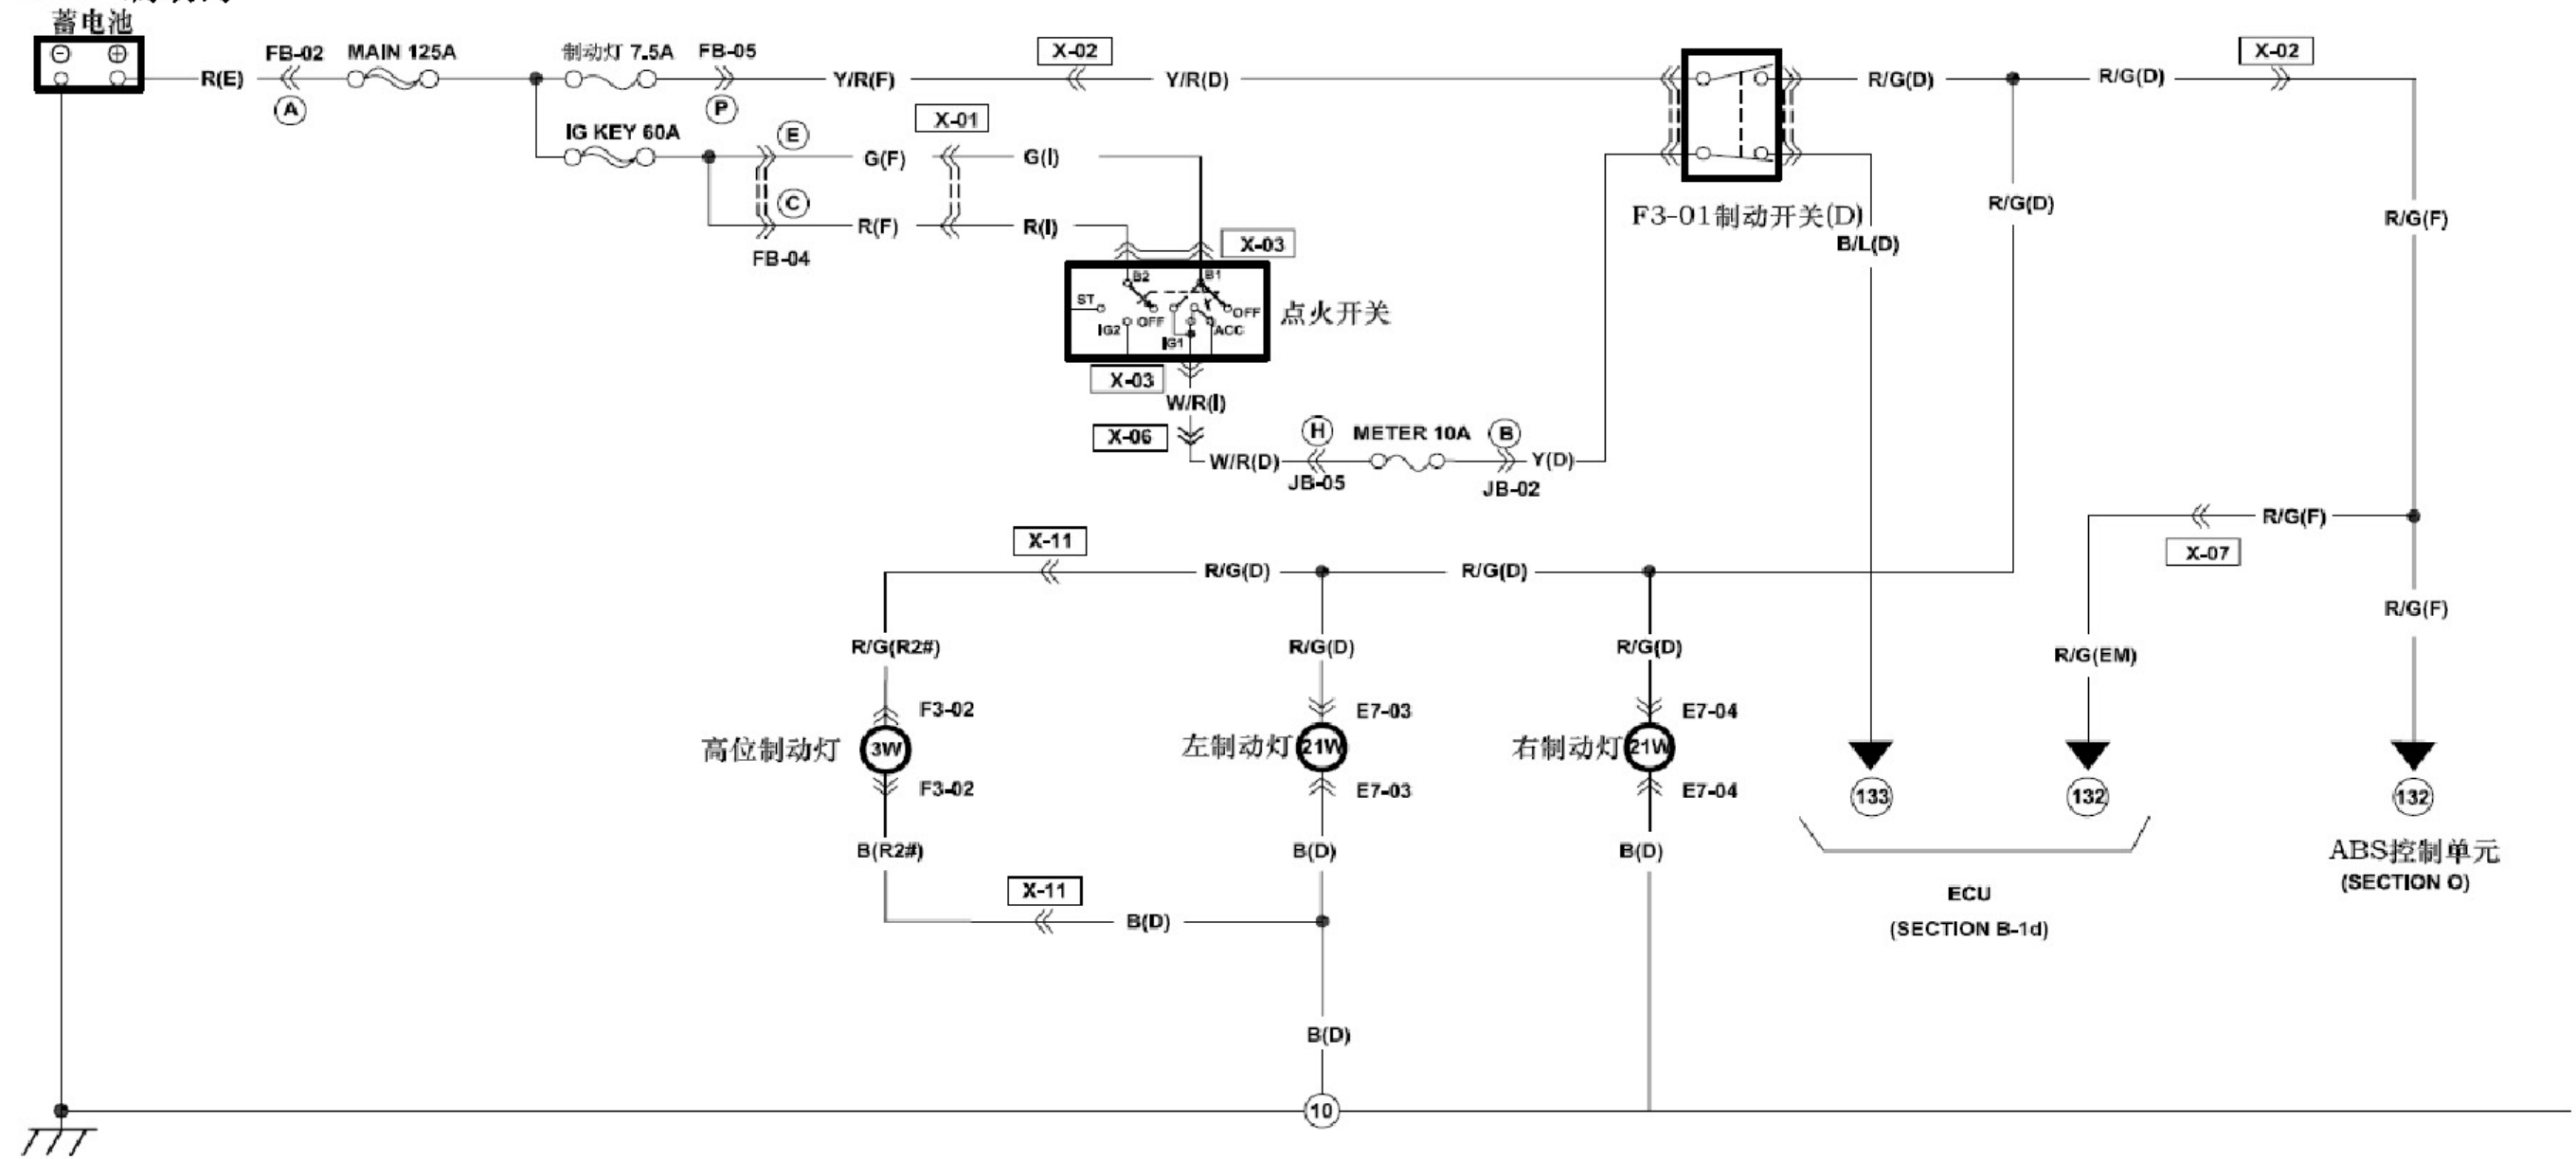 蓄电池
FB-02 MAIN 125A 制动灯 7.5A FB-05 X-02 X-02
R(E) Y/R(F) Y/R(D) R/G(D) R/G(D)
A P
X-01
IG KEY 60A E
G(F) G(I)
C
R(F) R(I)
FB-04
R/G(D)
F3-01制动开关(D) R/G(F)
X-03 B/L(D)
B2 B1
ST
OFF OFF
IG2 ACC
IG1
点火开关
X-03
W/R(I)
X-06
H METER 10A B
W/R(D) Y(D)
JB-05 JB-02
X-11 R/G(F)
X-07
R/G(D) R/G(D)
R/G(F)
R/G(R2#) R/G(D) R/G(D) R/G(EM)
F3-02 E7-03 E7-04
高位制动灯 3W 左制动灯 21W 右制动灯 21W
F3-02 E7-03 E7-04
133 132 132
B(R2#) B(D) B(D)
ABS控制单元
(SECTION O)
X-11 ECU
B(D) (SECTION B-1d)
B(D)
10